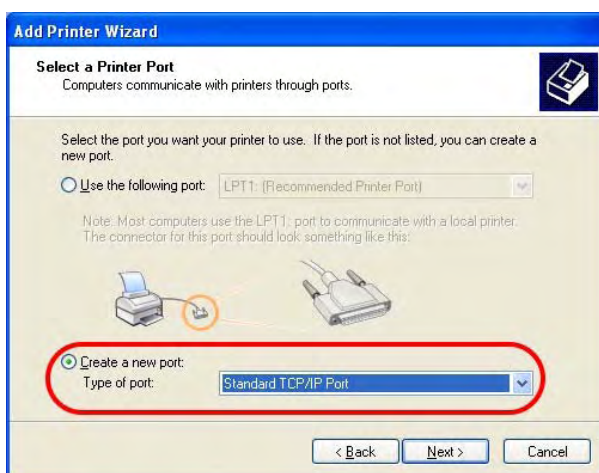 Add Printer Wizard
Select a Printer Port
Computers communicate with printers through ports.
Select the port you want your printer to use. If the port is not listed, you can create a
new port.
Use the following port: LPT1: (Recommended Printer Port)
Note: Most computers use the LPT1: port to communicate with a local printer.
The connector for this port should look something like this:
Create a new port:
Type of port: Standard TCP/IP Port
< Back Next > Cancel